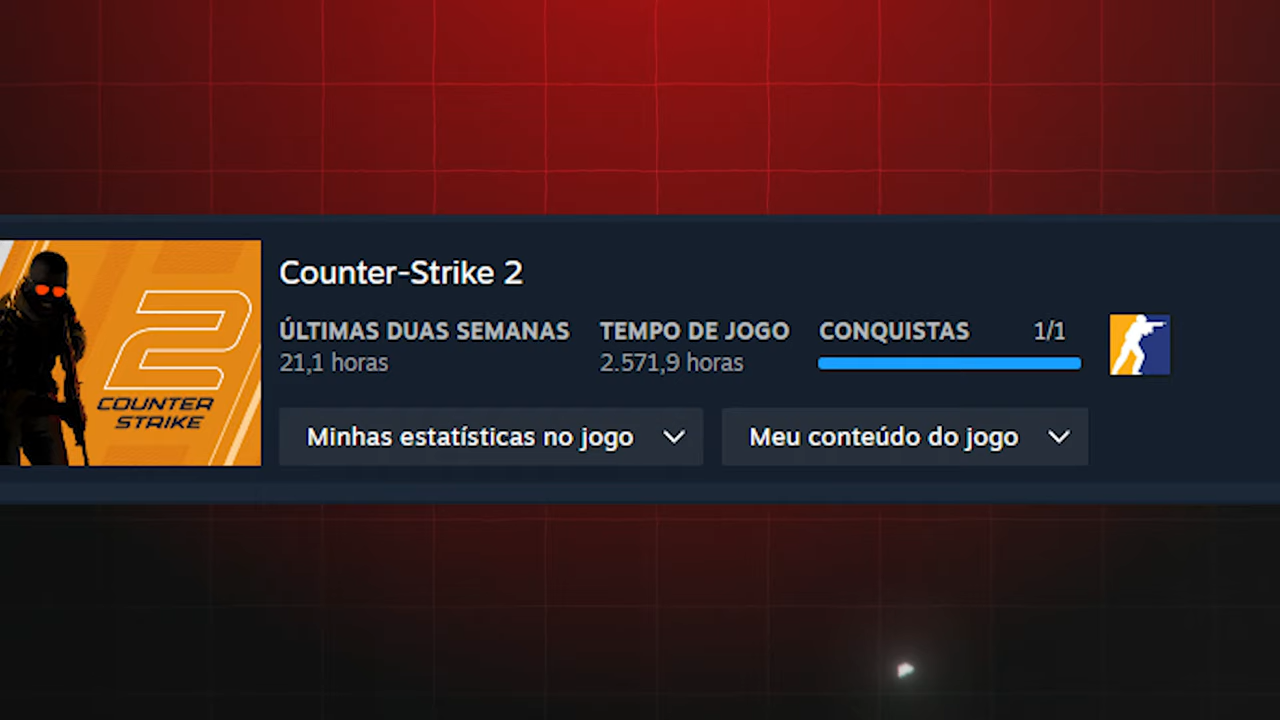 Counter-Strike 2
ÚLTIMAS DUAS SEMANAS TEMPO DE JOGO CONQUISTAS 1/1
21,1 horas 2.571,9 horas
2
COUNTER
STRIKE
Minhas estatísticas no jogo Meu conteúdo do jogo